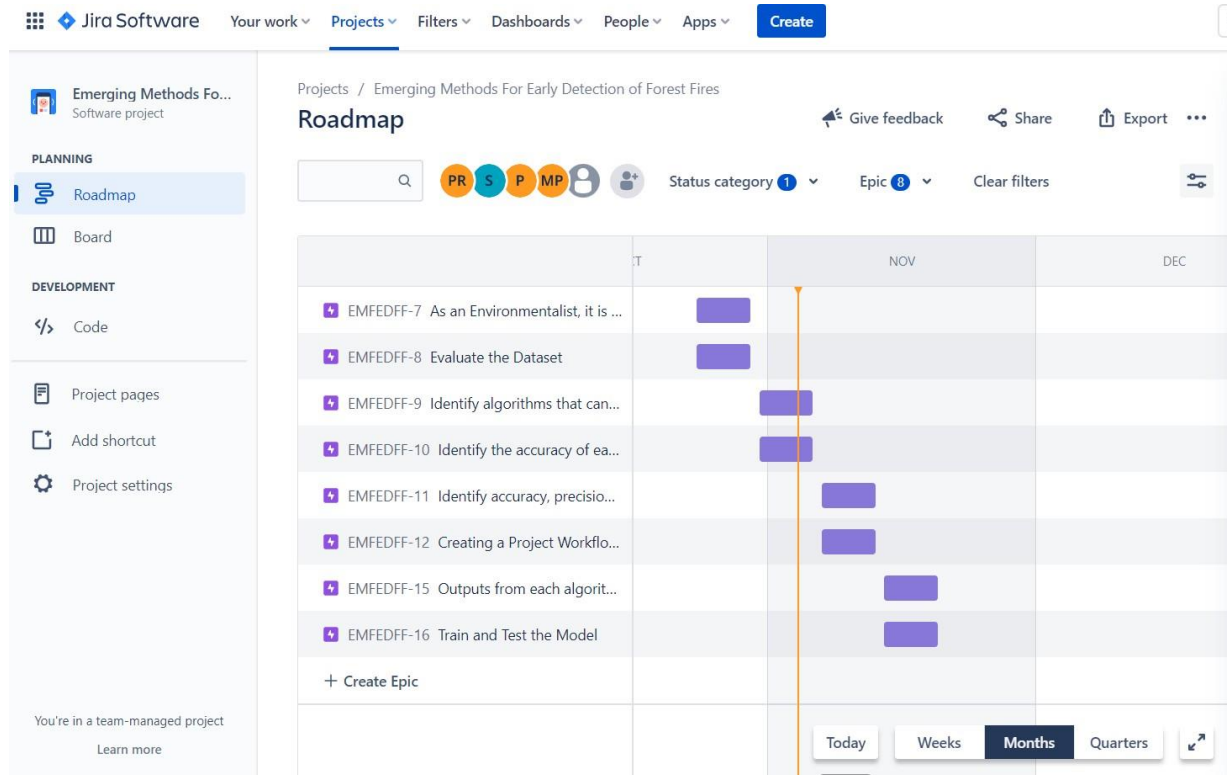 Jira Software Your work Projects Filters Dashboards People Apps Create
Emerging Methods Fo...
Software project
PLANNING
Roadmap
Board
DEVELOPMENT
Code
Project pages
Add shortcut
Project settings
You're in a team-managed project
Learn more
Projects / Emerging Methods For Early Detection of Forest Fires
Roadmap
Give feedback Share Export
PR S P MP Status category 1 Epic 8 Clear filters
NOV DEC
EMFEDFF-7 As an Environmentalist, it is ...
EMFEDFF-8 Evaluate the Dataset
EMFEDFF-9 Identify algorithms that can...
EMFEDFF-10 Identify the accuracy of ea...
EMFEDFF-11 Identify accuracy, precisio...
EMFEDFF-12 Creating a Project Workflo...
EMFEDFF-15 Outputs from each algorit...
EMFEDFF-16 Train and Test the Model
+ Create Epic
Today Weeks Months Quarters